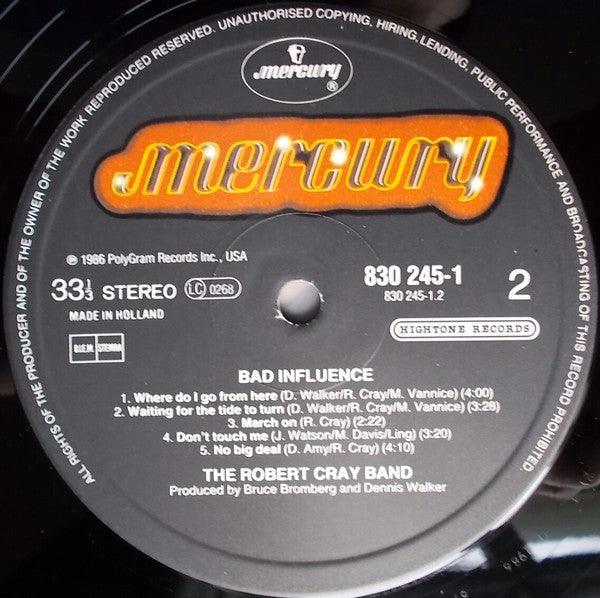 ALL RIGHTS OF THE PRODUCER AND OF THE OWNER OF THE WORK REPRODUCED RESERVED. UNAUTHORISED COPYING, HIRING, LENDING, PUBLIC PERFORMANCE AND BROADCASTING OF THIS RECORD PROHIBITED.
mercury
®
mercury
℗ 1986 PolyGram Records Inc., USA
33⅓ STEREO LC 0268
MADE IN HOLLAND
B.I.E.M. STEMRA
830 245-1
830 245-1.2
2
HIGHTONE RECORDS
BAD INFLUENCE
1. Where do I go from here (D. Walker/R. Cray/M. Vannice) (4:00)
2. Waiting for the tide to turn (D. Walker/R. Cray/M. Vannice) (3:28)
3. March on (R. Cray) (2:22)
4. Don't touch me (J. Watson/M. Davis/Ling) (3:20)
5. No big deal (D. Amy/R. Cray) (4:10)
THE ROBERT CRAY BAND
Produced by Bruce Bromberg and Dennis Walker